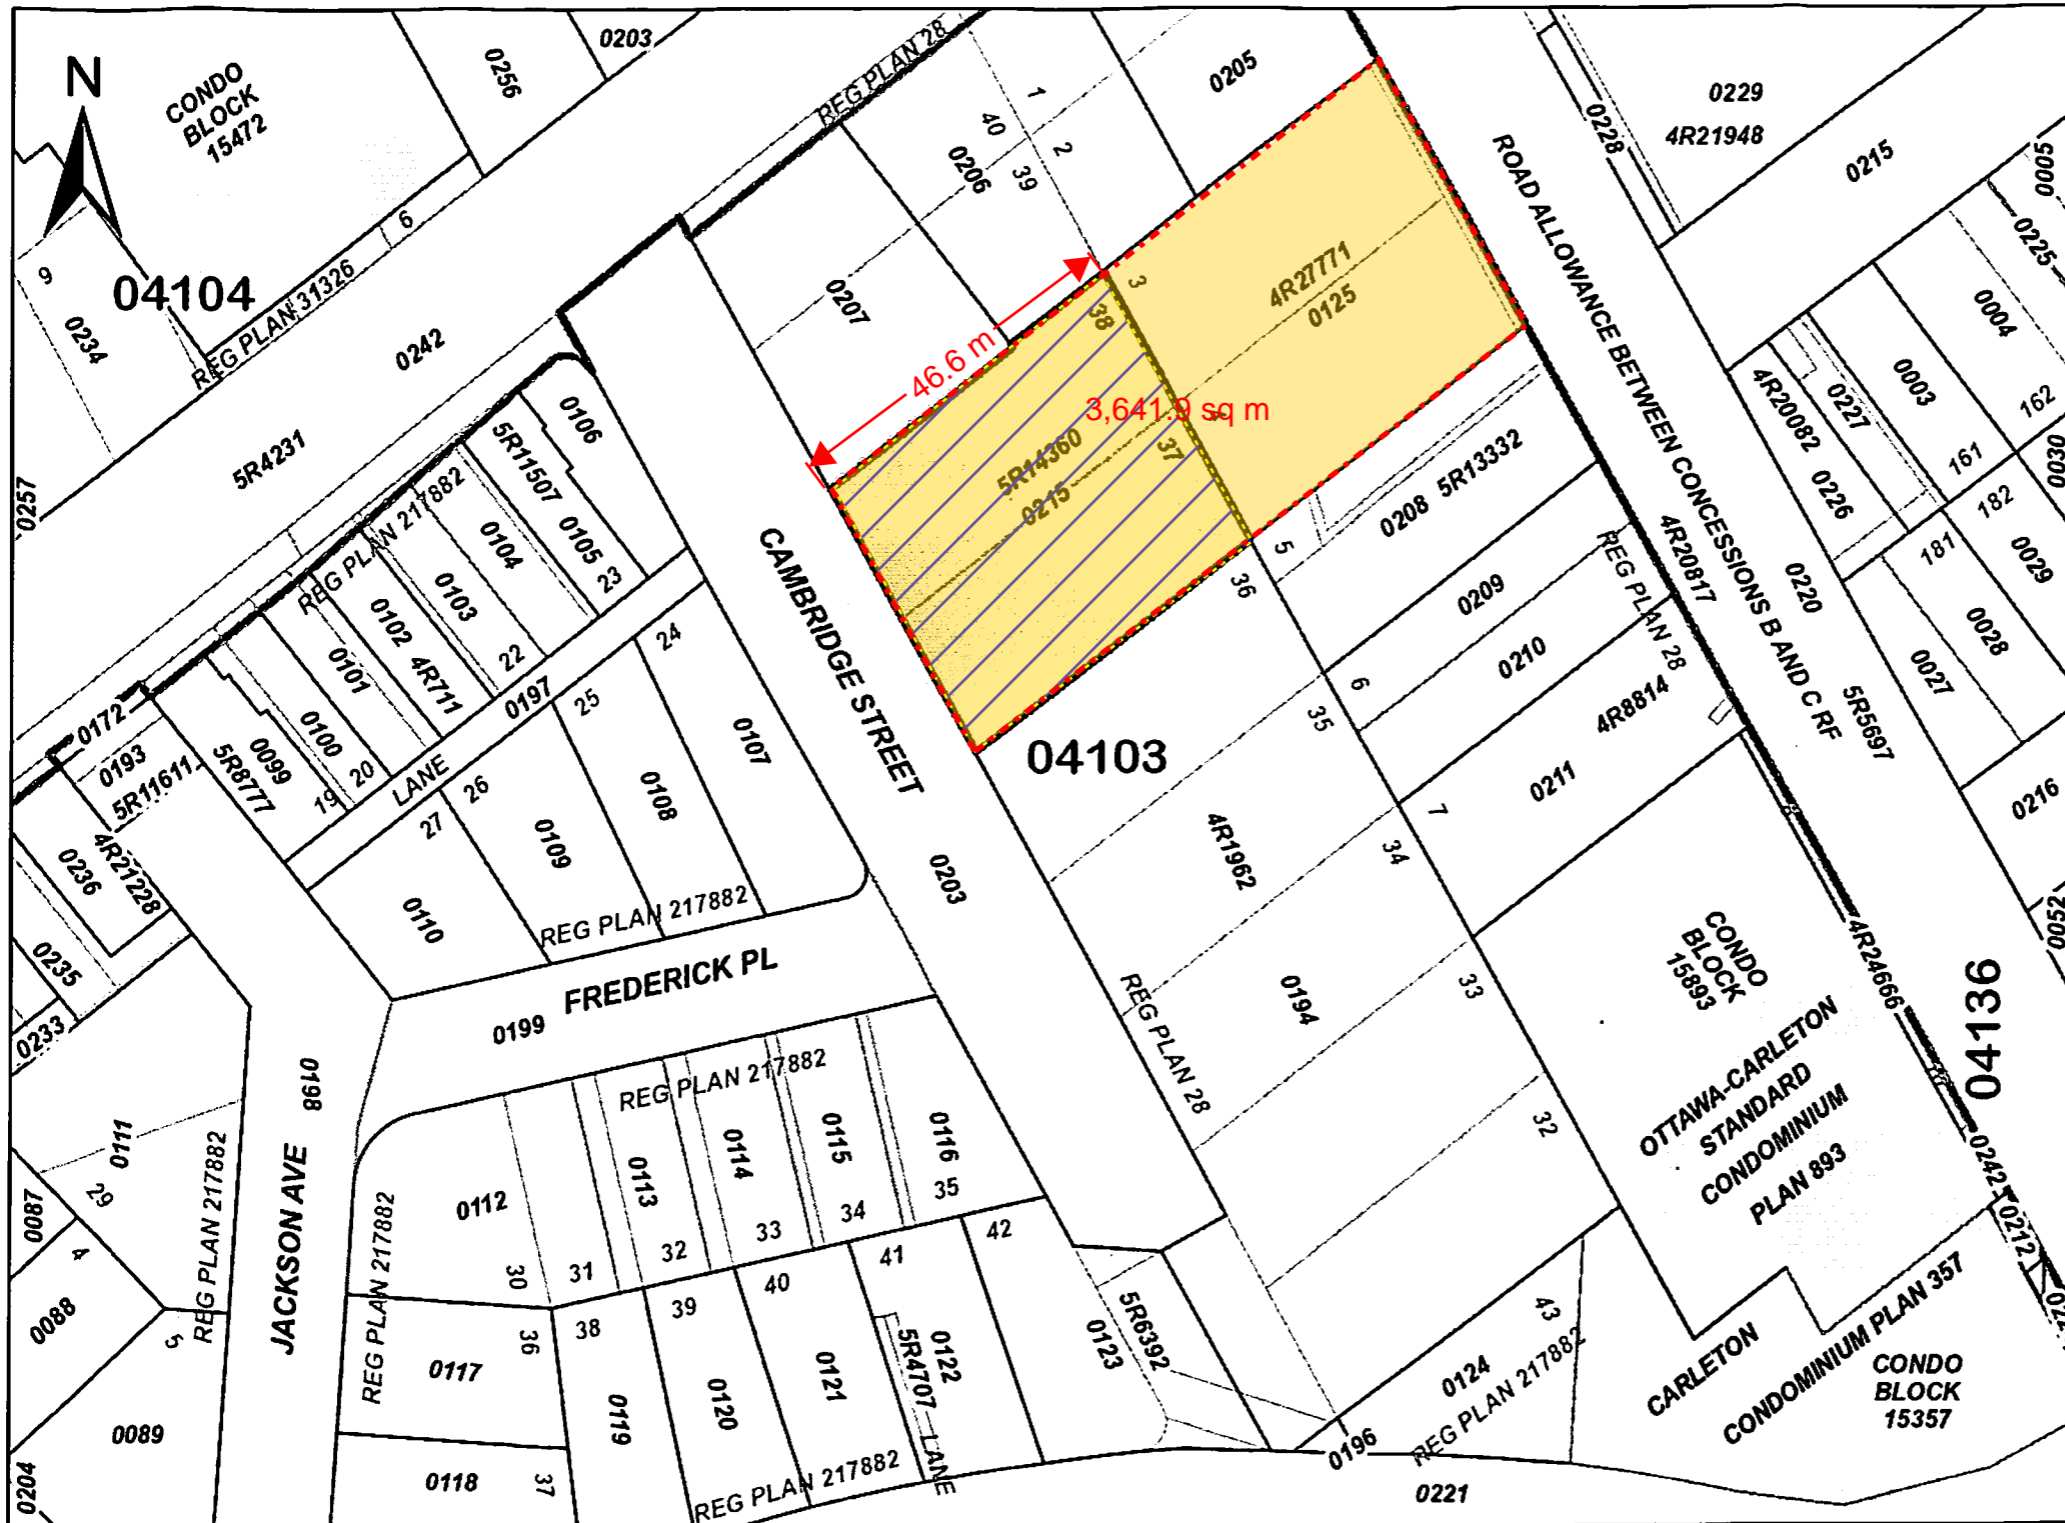 N
CONDO
BLOCK
15472
0256
0203
REG PLAN 28
0205
0229
4R21948
0228
0215
0005
0225
1
40
2
39
0206
ROAD ALLOWANCE BETWEEN CONCESSIONS B AND C RF
6
REG PLAN 31326
9
04104
0234
0242
0207
3
38
4R27771
0125
46.6 m
3,641.9 sq m
5R14360
0215
37
0004
0003
162
161
0227
4R20082
0226
0030
182
181
0029
0028
0027
5R4231
0257
0106
5R11507
0105
23
REG PLAN 217882
0104
0103
22
0102
4R711
0101
0100
20
0099
19
5R8777
0197
LANE
0172
0193
5R11611
4R21228
0236
0235
0233
CAMBRIDGE STREET
0203
24
25
26
27
0107
0108
0109
0110
REG PLAN 217882
0208 5R13332
5
36
0209
0210
4R8814
0211
6
35
7
34
33
32
4R20817
REG PLAN 28
0220
5R5697
0216
0052
04103
4R1962
0194
REG PLAN 28
CONDO
BLOCK
15893
4R24666
04136
OTTAWA-CARLETON
STANDARD
CONDOMINIUM
PLAN 893
0242
0212
FREDERICK PL
0199
REG PLAN 217882
0198
JACKSON AVE
REG PLAN 217882
REG PLAN 217882
0111
29
0087
4
0088
5
0089
0204
0112
30
31
0113
32
0114
33
0115
34
0116
35
36
0117
0118
37
38
0119
39
0120
40
0121
41
0122
5R4707
LANE
42
REG PLAN 217882
5R6392
0123
0196
0124
43
REG PLAN 217882
0221
CARLETON
CONDOMINIUM PLAN 357
CONDO
BLOCK
15357